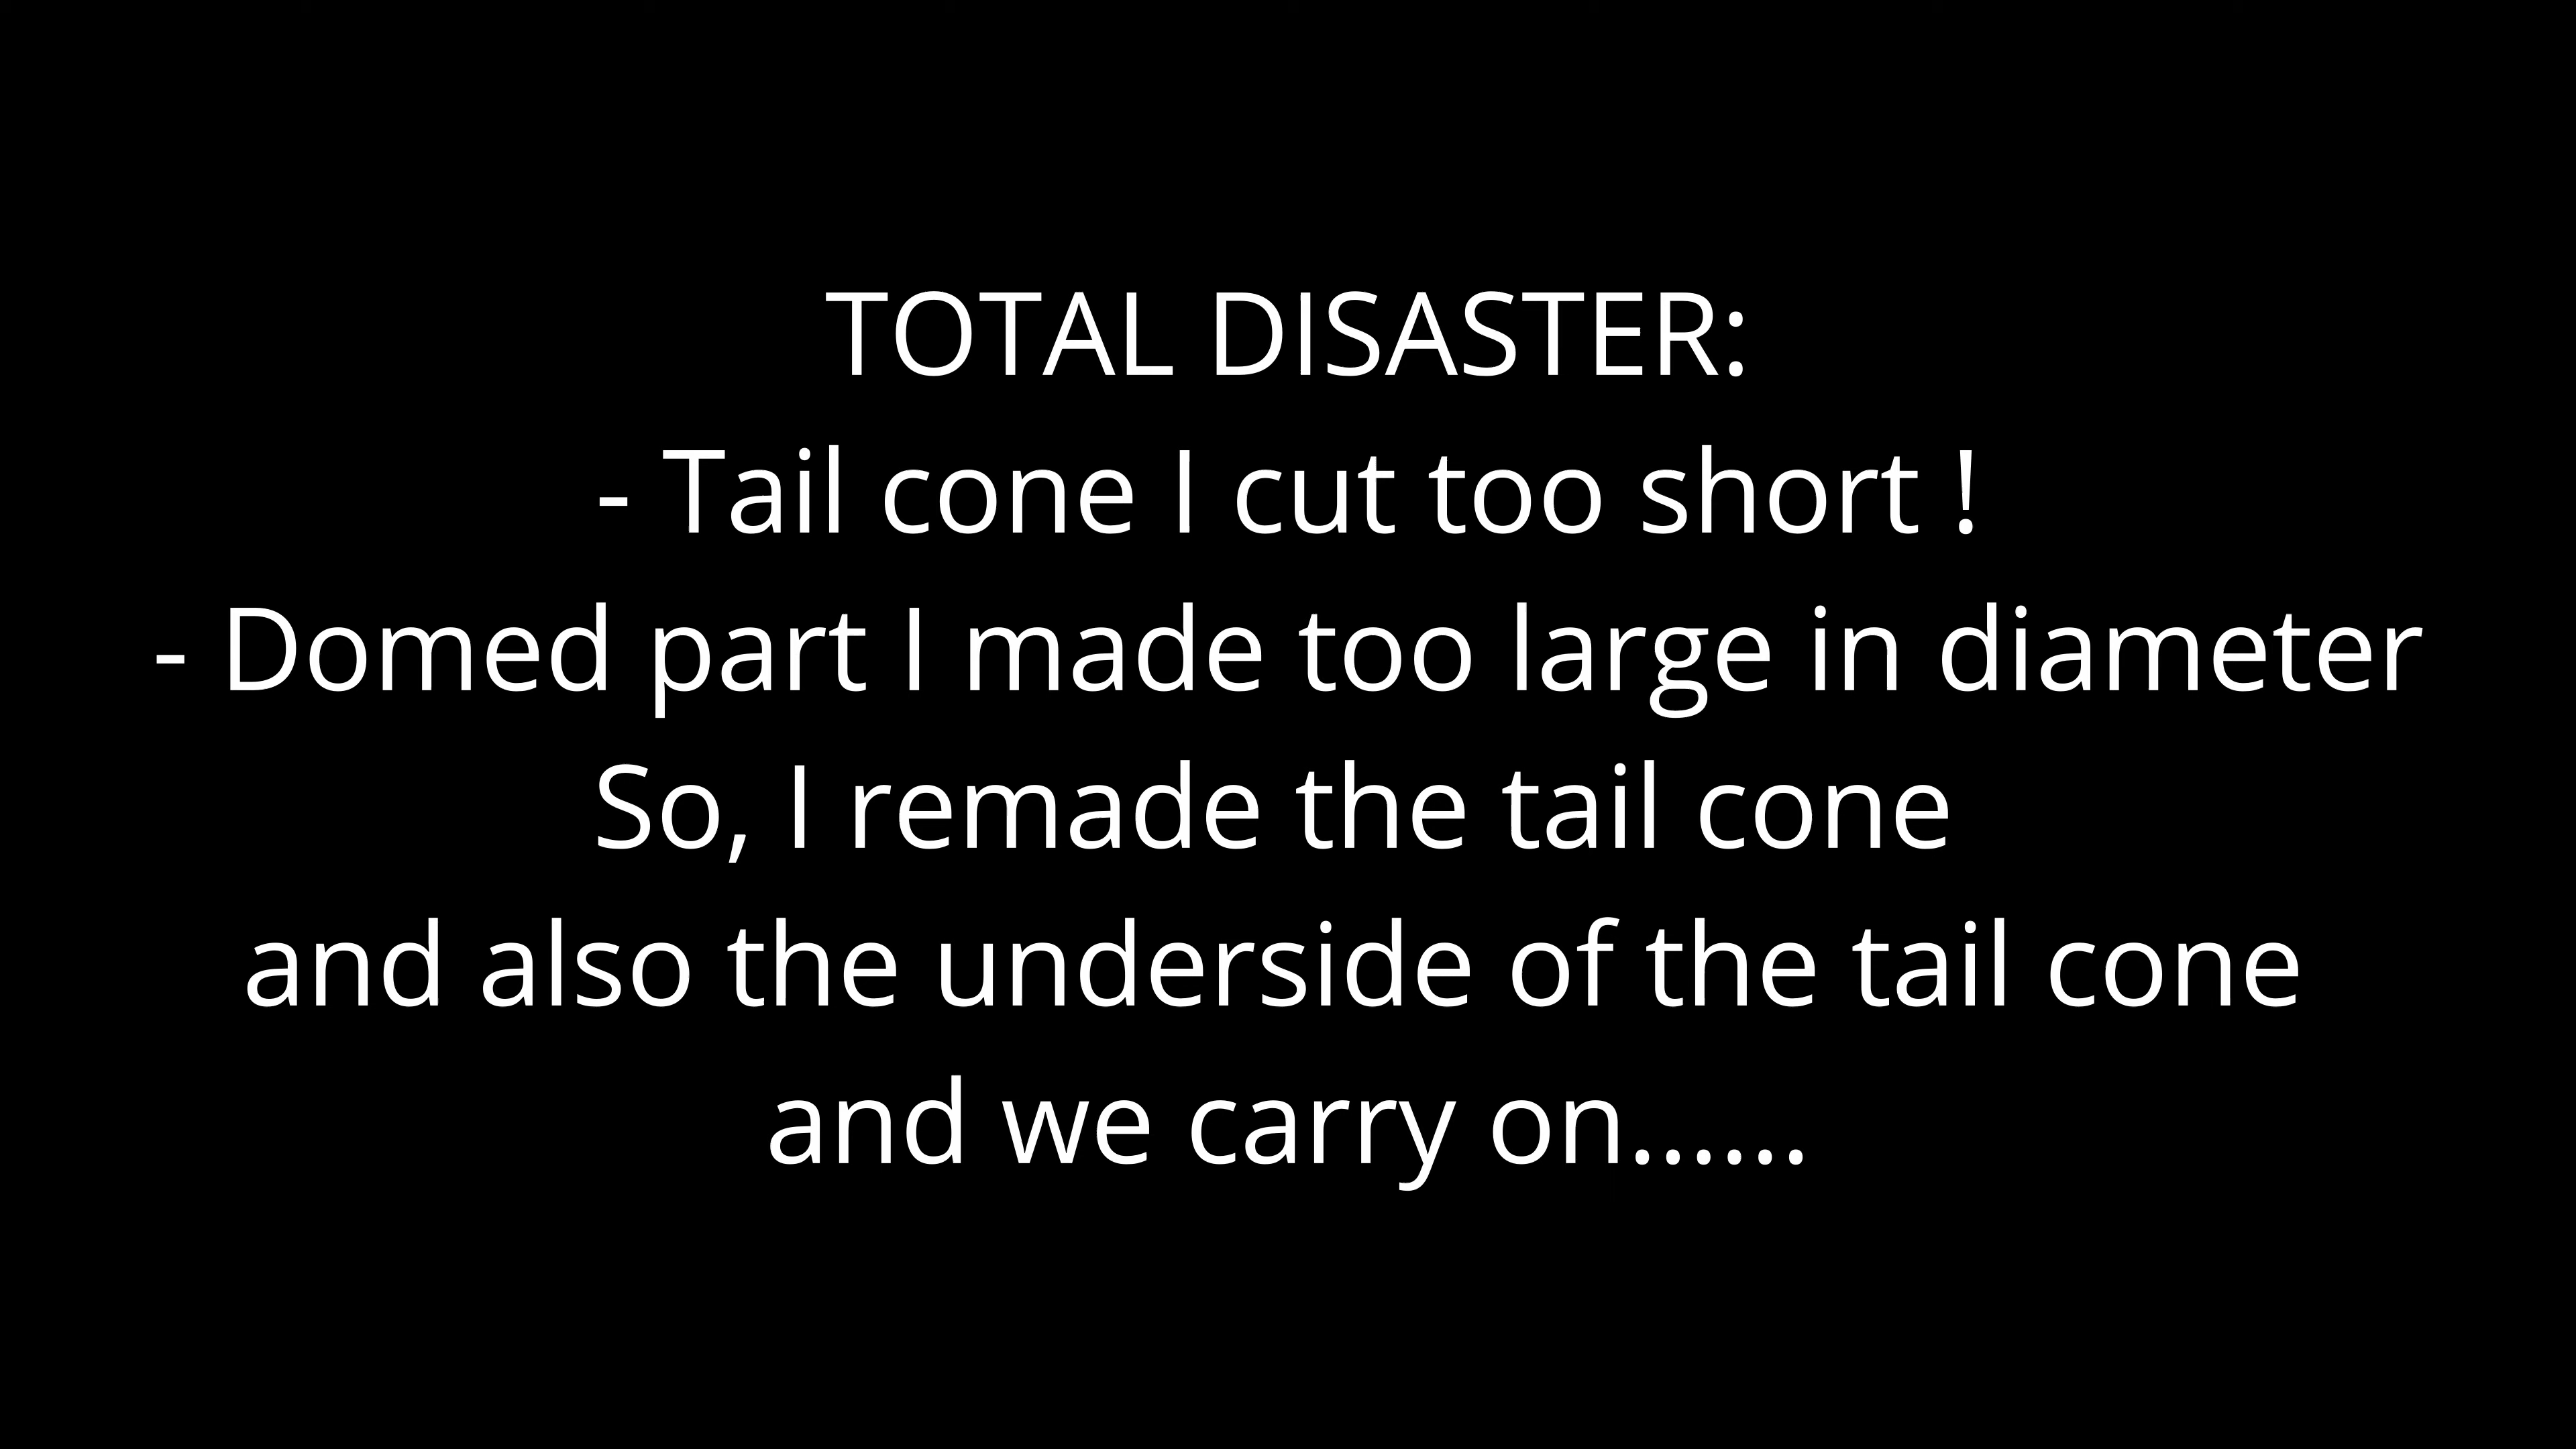 TOTAL DISASTER:
- Tail cone I cut too short !
- Domed part I made too large in diameter
So, I remade the tail cone
and also the underside of the tail cone
and we carry on......